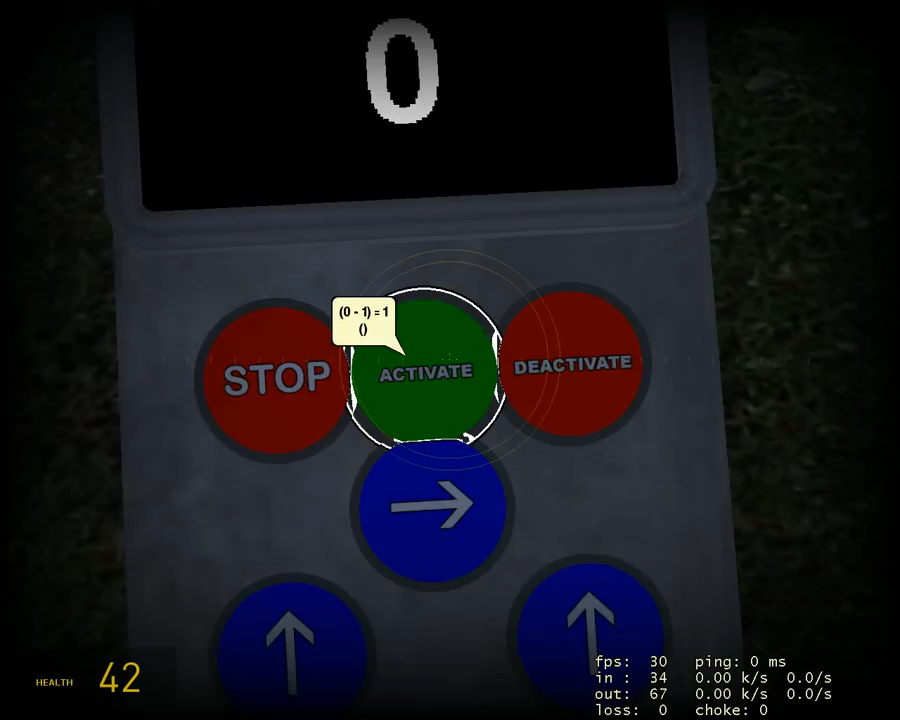 0
(0 - 1) = 1
()
STOP
ACTIVATE
DEACTIVATE
HEALTH 42
fps: 30 ping: 0 ms
in : 34 0.00 k/s 0.0/s
out: 67 0.00 k/s 0.0/s
loss: 0 choke: 0